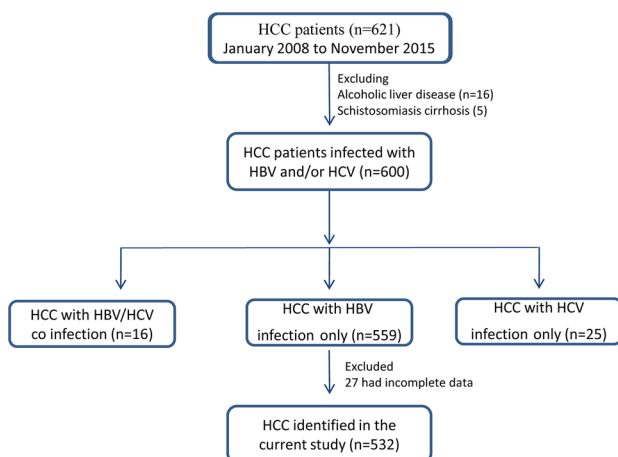 HCC patients (n=621)
January 2008 to November 2015
Excluding
Alcoholic liver disease (n=16)
Schistosomiasis cirrhosis (5)
HCC patients infected with
HBV and/or HCV (n=600)
HCC with HBV/HCV
co infection (n=16)
HCC with HBV
infection only (n=559)
HCC with HCV
infection only (n=25)
Excluded
27 had incomplete data
HCC identified in the
current study (n=532)